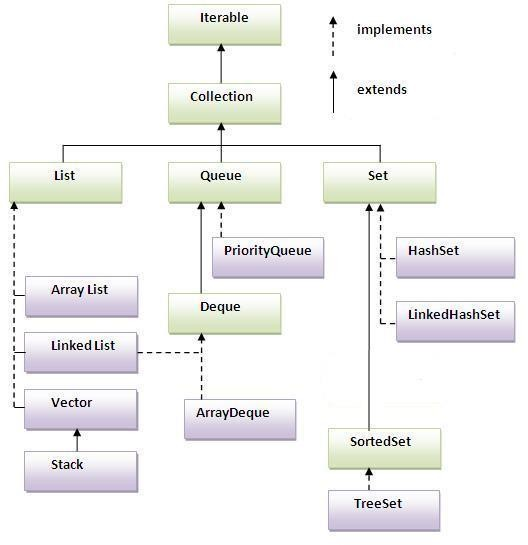 Iterable
implements
Collection
extends
List
Queue
Set
PriorityQueue
HashSet
Array List
Deque
LinkedHashSet
Linked List
Vector
ArrayDeque
SortedSet
Stack
TreeSet